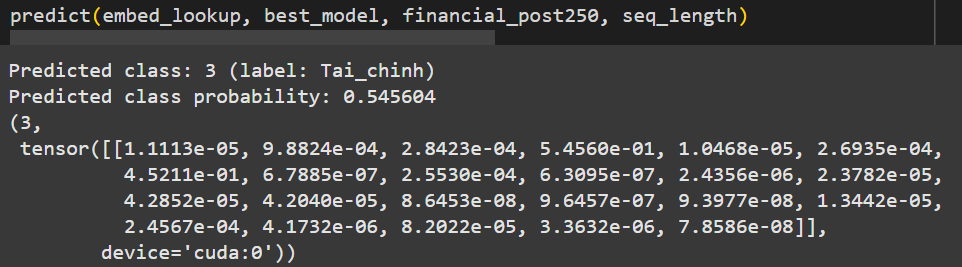 predict(embed_lookup, best_model, financial_post250, seq_length)
Predicted class: 3 (label: Tai_chinh)
Predicted class probability: 0.545604
(3,
tensor([[1.1113e-05, 9.8824e-04, 2.8423e-04, 5.4560e-01, 1.0468e-05, 2.6935e-04,
4.5211e-01, 6.7885e-07, 2.5530e-04, 6.3095e-07, 2.4356e-06, 2.3782e-05,
4.2852e-05, 4.2040e-05, 8.6453e-08, 9.6457e-07, 9.3977e-08, 1.3442e-05,
2.4567e-04, 4.1732e-06, 8.2022e-05, 3.3632e-06, 7.8586e-08]],
device='cuda:0'))